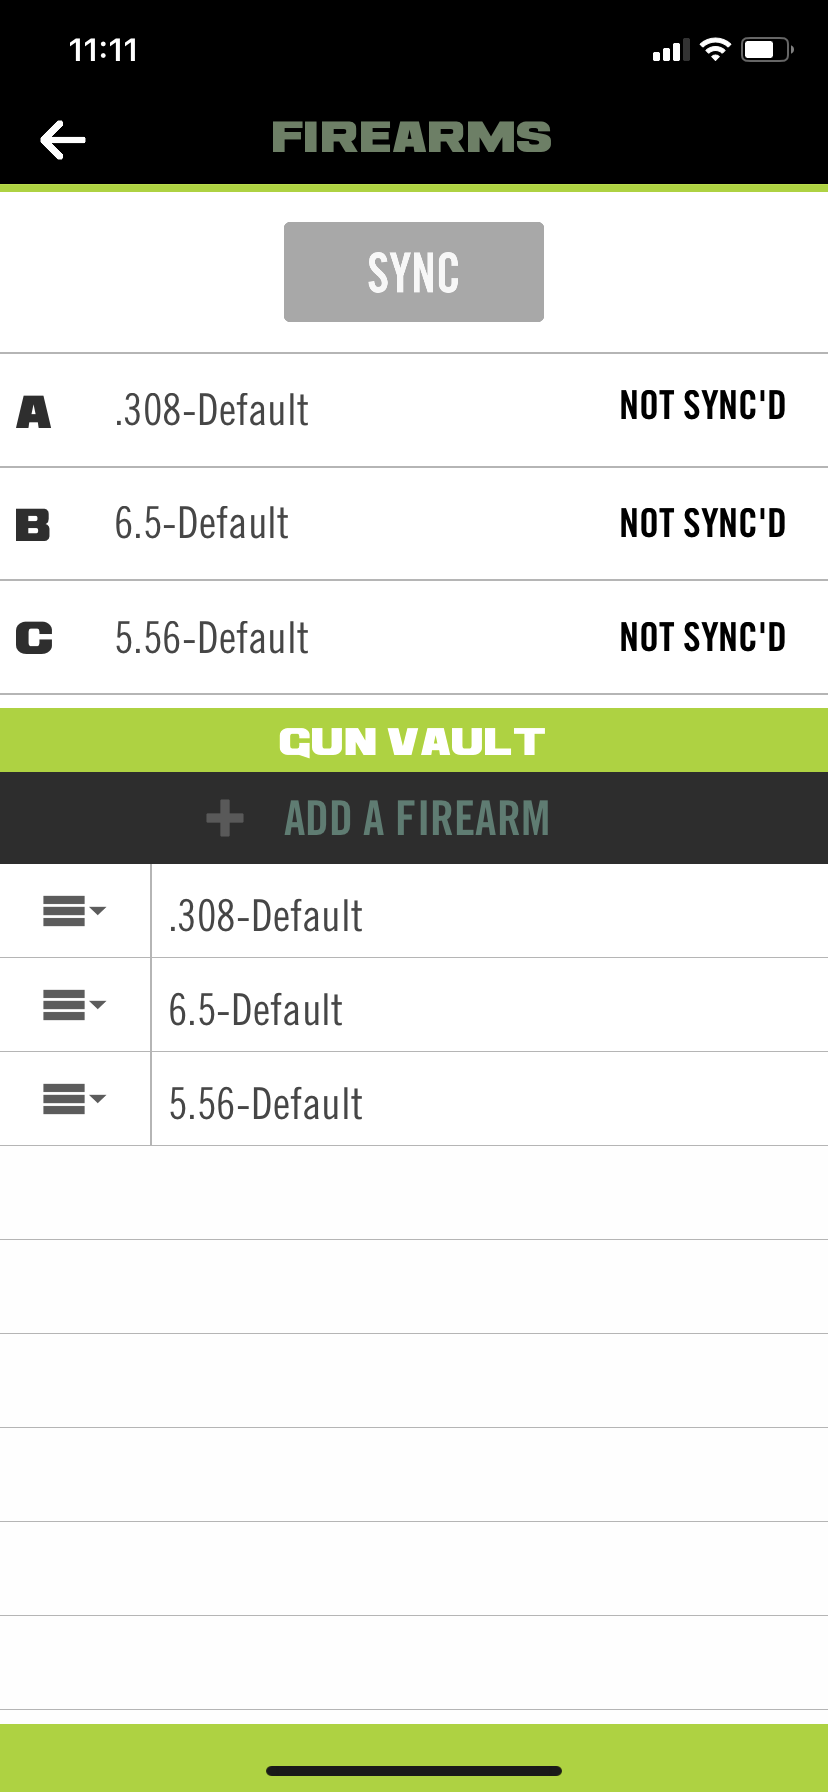 11:11
FIREARMS
SYNC
A .308-Default NOT SYNC'D
B 6.5-Default NOT SYNC'D
C 5.56-Default NOT SYNC'D
GUN VAULT
+ ADD A FIREARM
.308-Default
6.5-Default
5.56-Default